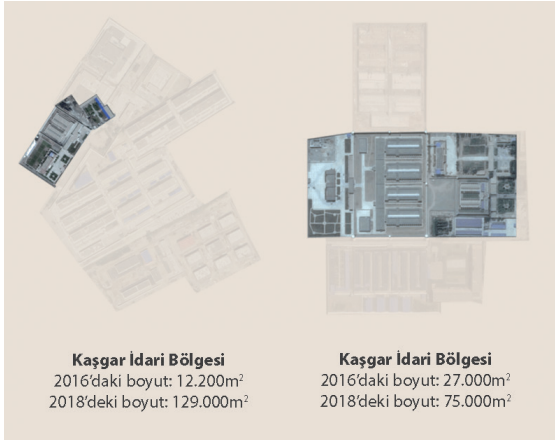 Kaşgar İdari Bölgesi
2016'daki boyut: 12.200m²
2018'deki boyut: 129.000m²
Kaşgar İdari Bölgesi
2016'daki boyut: 27.000m²
2018'deki boyut: 75.000m²